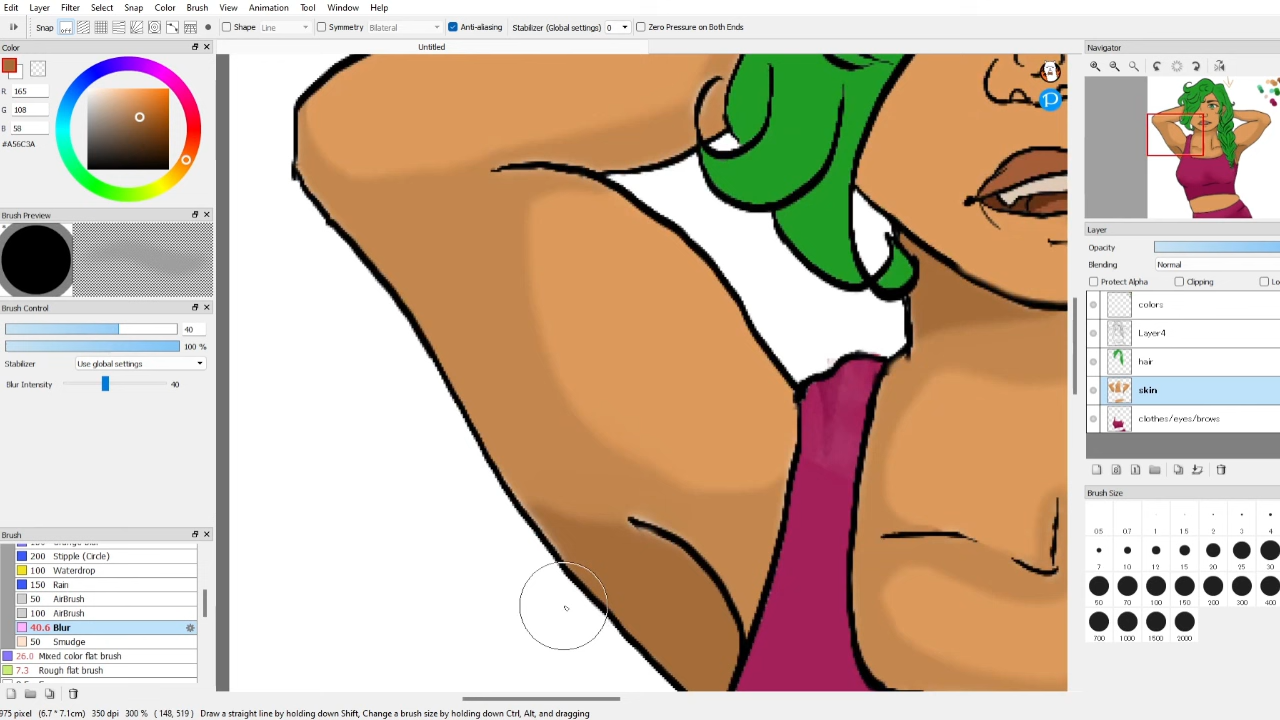 Edit Layer Filter Select Snap Color Brush View Animation Tool Window Help
Snap Shape Line Symmetry Bilateral Anti-aliasing Stabilizer (Global settings) 0 Zero Pressure on Both Ends
Untitled
Color
R 165
G 108
B 58
#A56C3A
Brush Preview
Brush Control
40
100 %
Stabilizer Use global settings
Blur Intensity 40
Brush
200 Stipple (Circle)
100 Waterdrop
150 Rain
50 AirBrush
100 AirBrush
40.6 Blur
50 Smudge
26.0 Mixed color flat brush
7.3 Rough flat brush
Navigator
Layer
Opacity
Blending Normal
Protect Alpha Clipping Lo
colors
Layer4
hair
skin
clothes/eyes/brows
Brush Size
0.5 0.7 1 1.5 2 3 4
7 10 12 15 20 25 30
50 70 100 150 200 300 400
700 1000 1500 2000
975 pixel (6.7 * 7.1cm) 350 dpi 300 % ( 148, 519 ) Draw a straight line by holding down Shift, Change a brush size by holding down Ctrl, Alt, and dragging